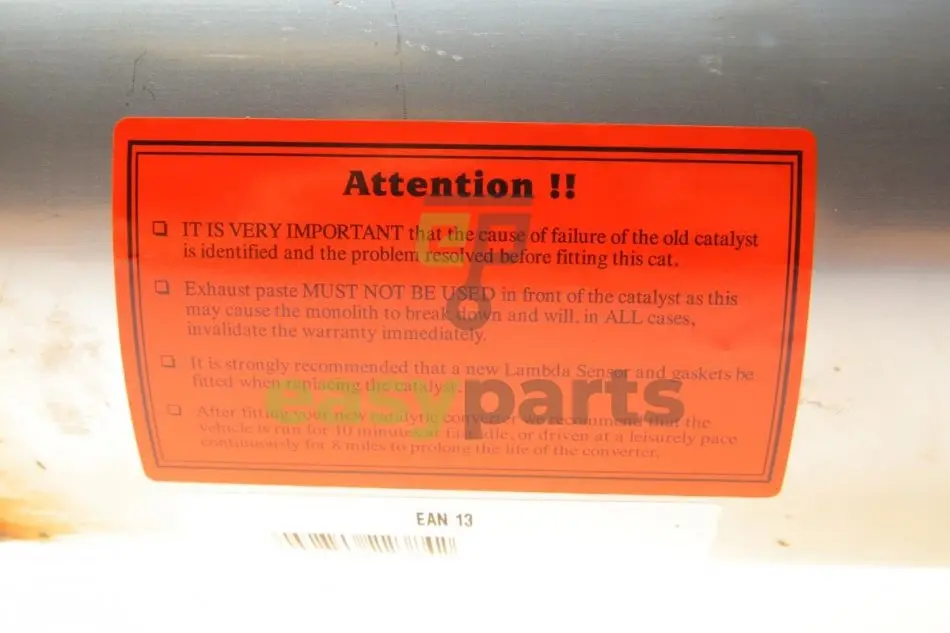 Attention !!
❏ IT IS VERY IMPORTANT that the cause of failure of the old catalyst
is identified and the problem resolved before fitting this cat.
❏ Exhaust paste MUST NOT BE USED in front of the catalyst as this
may cause the monolith to break down and will, in ALL cases,
invalidate the warranty immediately.
❏ It is strongly recommended that a new Lambda Sensor and gaskets be
fitted when replacing the catalyst.
easyparts
❏ After fitting your new catalytic converter we recommend that the
vehicle is run for 10 minutes at fast idle, or driven at a leisurely pace
continuously for 8 miles to prolong the life of the converter.
EAN 13